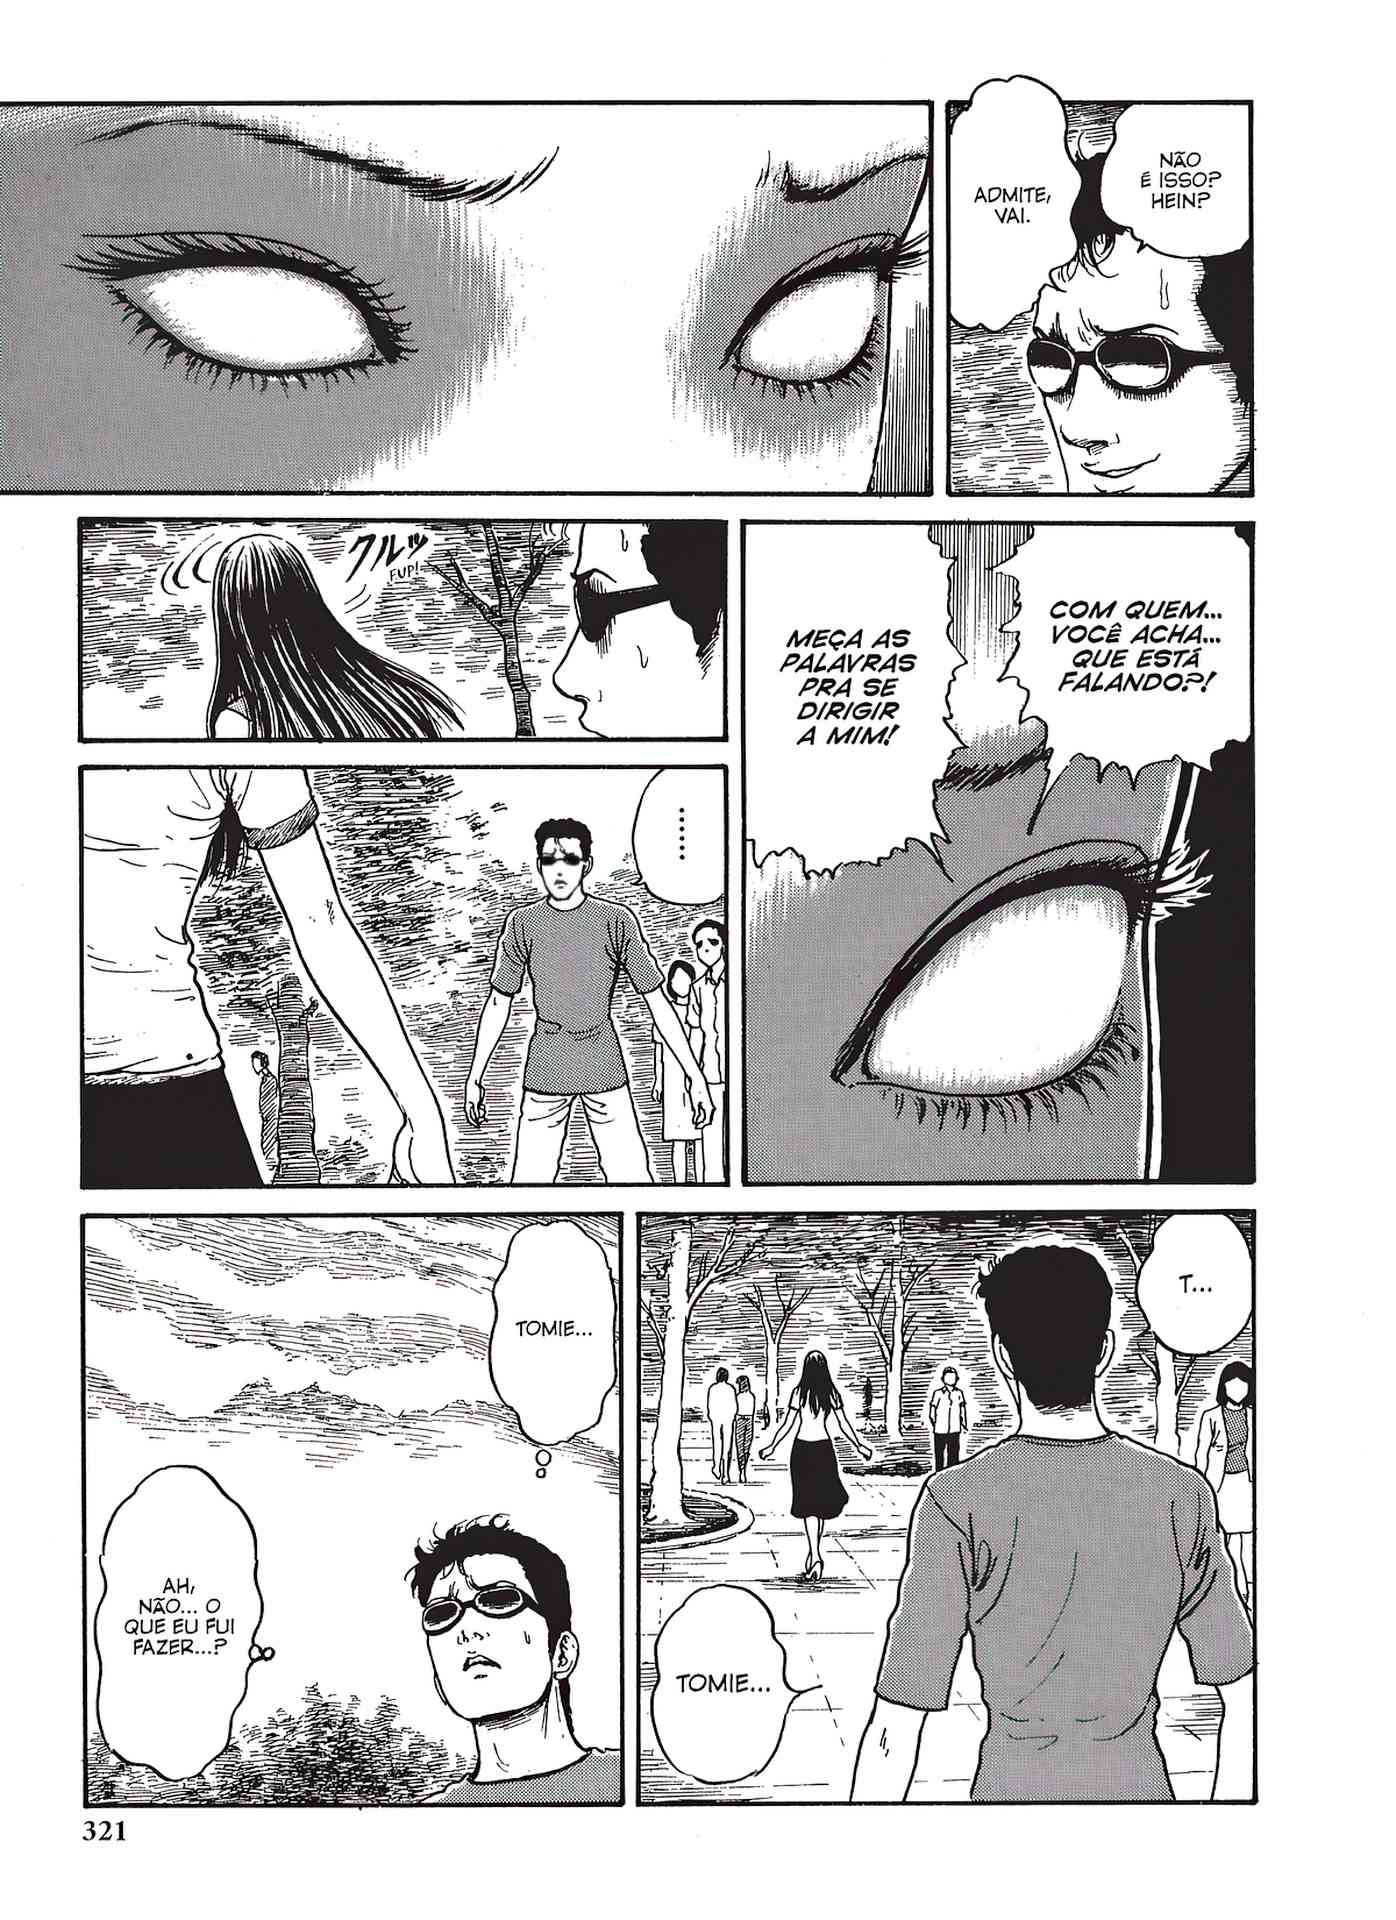 NÃO
É ISSO?
HEIN?
ADMITE,
VAI.
COM QUEM...
VOCÊ ACHA...
QUE ESTÁ
FALANDO?!
MEÇA AS
PALAVRAS
PRA SE
DIRIGIR
A MIM!
クルッ
FUP!
......
T...
TOMIE...
TOMIE...
AH,
NÃO... O
QUE EU FUI
FAZER...?
321